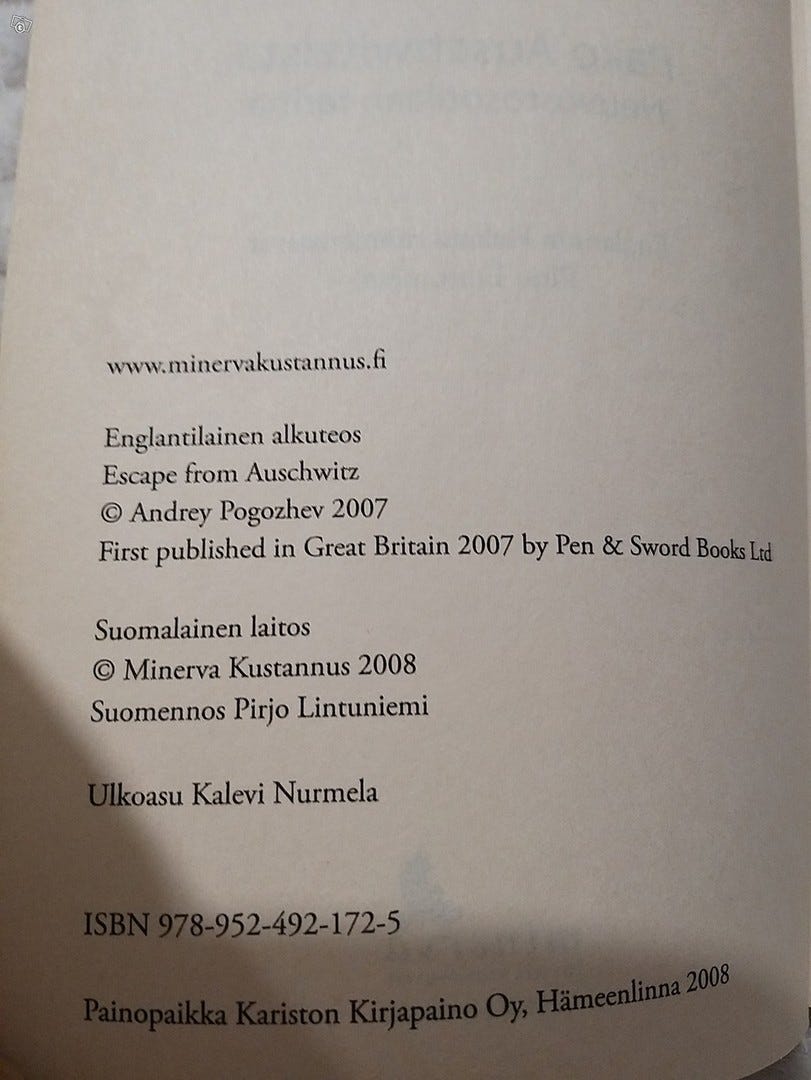 www.minervakustannus.fi
Englantilainen alkuteos
Escape from Auschwitz
© Andrey Pogozhev 2007
First published in Great Britain 2007 by Pen & Sword Books Ltd
Suomalainen laitos
© Minerva Kustannus 2008
Suomennos Pirjo Lintuniemi
Ulkoasu Kalevi Nurmela
ISBN 978-952-492-172-5
Painopaikka Kariston Kirjapaino Oy, Hämeenlinna 2008